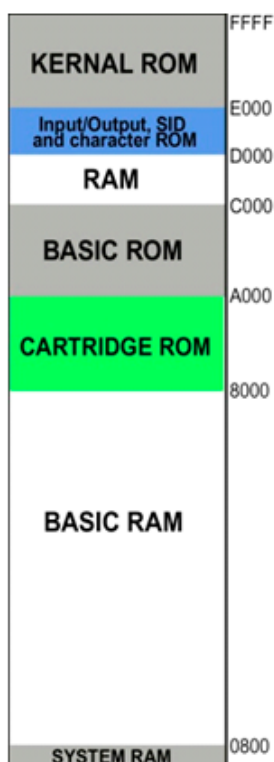 FFFF
KERNAL ROM
E000
Input/Output, SID
and character ROM
D000
RAM
C000
BASIC ROM
A000
CARTRIDGE ROM
8000
BASIC RAM
0800
SYSTEM RAM